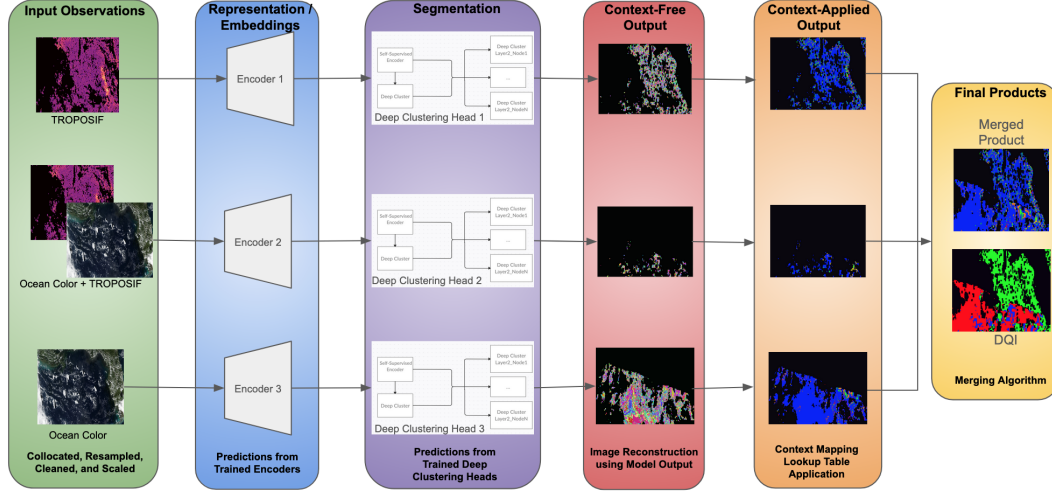 Input Observations
TROPOSIF
Ocean Color + TROPOSIF
Ocean Color
Collocated, Resampled,
Cleaned, and Scaled
Representation /
Embeddings
Encoder 1
Encoder 2
Encoder 3
Predictions from
Trained Encoders
Segmentation
Self-Supervised
Encoder
Deep Cluster
Deep Cluster
Layer2_Node1
...
Deep Cluster
Layer2_NodeN
Deep Clustering Head 1
Self-Supervised
Encoder
Deep Cluster
Deep Cluster
Layer2_Node1
...
Deep Cluster
Layer2_NodeN
Deep Clustering Head 2
Self-Supervised
Encoder
Deep Cluster
Deep Cluster
Layer2_Node1
...
Deep Cluster
Layer2_NodeN
Deep Clustering Head 3
Predictions from
Trained Deep
Clustering Heads
Context-Free
Output
Image Reconstruction
using Model Output
Context-Applied
Output
Context Mapping
Lookup Table
Application
Final Products
Merged
Product
DQI
Merging Algorithm